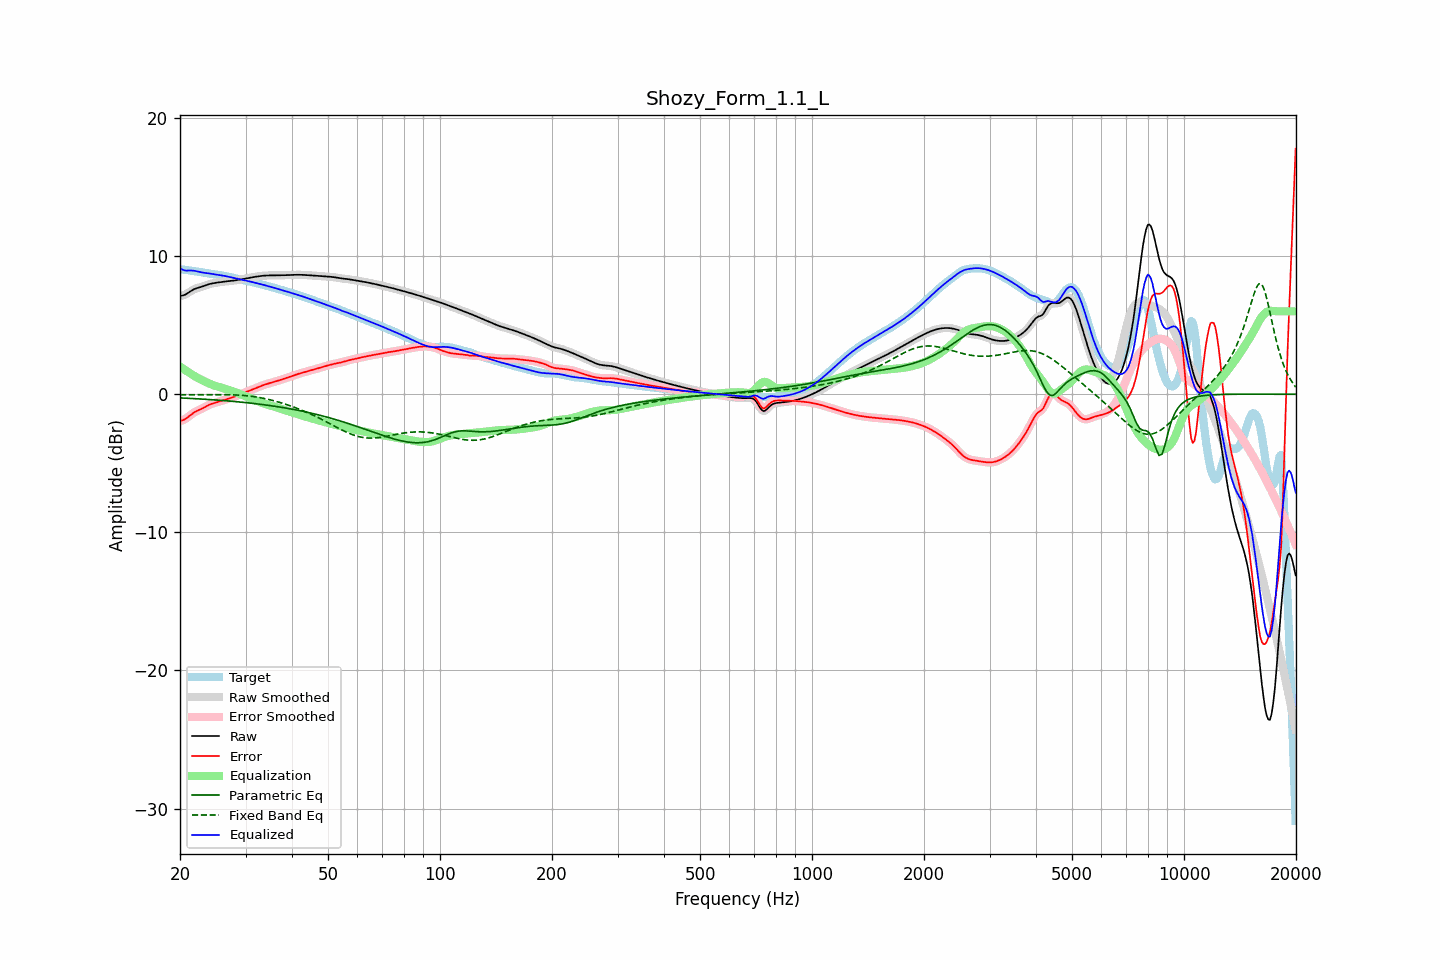 Shozy_Form_1.1_L
20
10
0
−10
−20
−30
Amplitude (dBr)
20
50
100
200
500
1000
2000
5000
10000
20000
Frequency (Hz)
Target
Raw Smoothed
Error Smoothed
Raw
Error
Equalization
Parametric Eq
Fixed Band Eq
Equalized